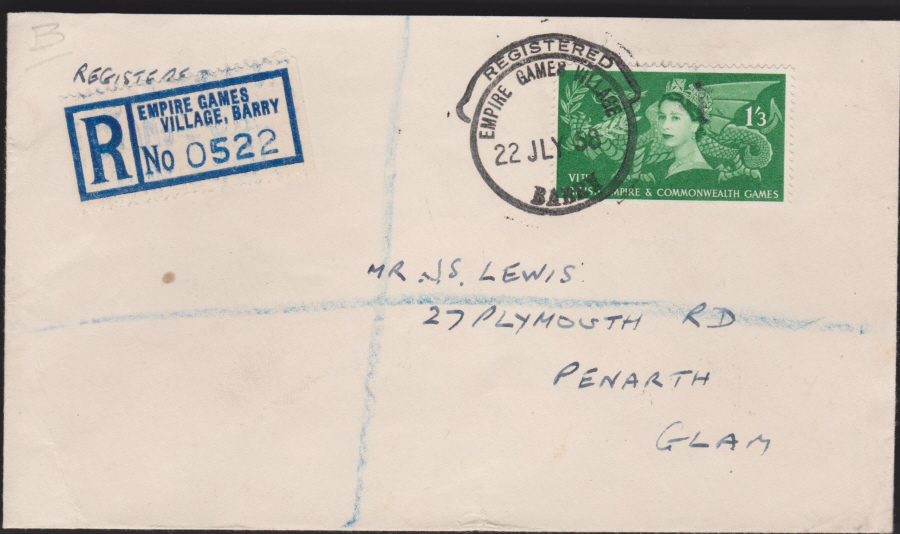 B
REGISTERED
R
EMPIRE GAMES
VILLAGE, BARRY
No 0522
REGISTERED
EMPIRE GAMES VILLAGE
22 JLY 58
BARRY
1'3
EMPIRE & COMMONWEALTH GAMES
MR JS. LEWIS.
27 PLYMOUTH RD
PENARTH
GLAM